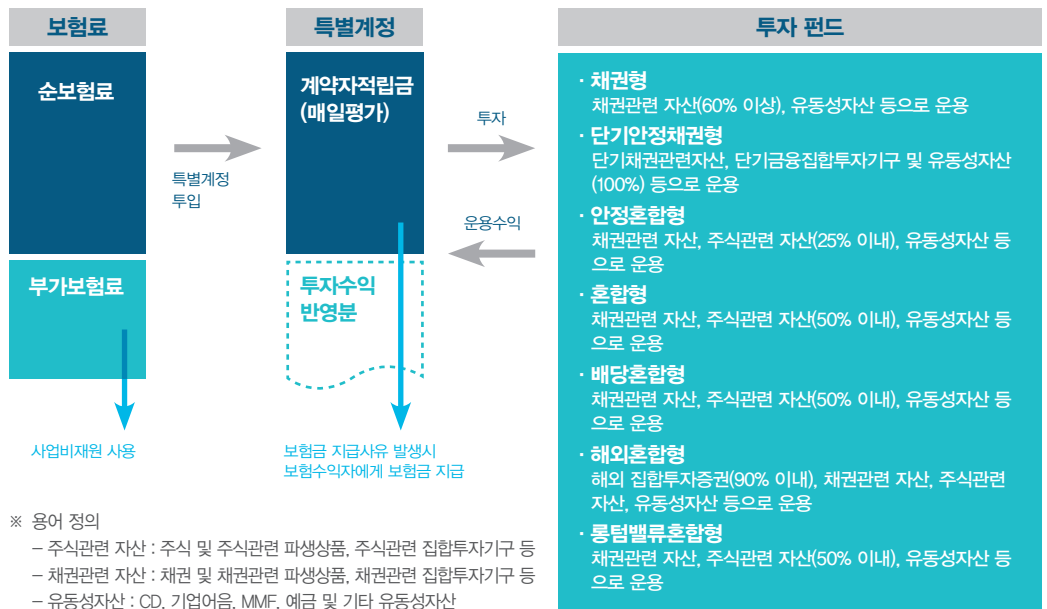 보험료
순보험료
부가보험료
사업비재원 사용
특별계정
투입
특별계정
계약자적립금
(매일평가)
투자수익
반영분
보험금 지급사유 발생시
보험수익자에게 보험금 지급
투자
운용수익
투자 펀드
· 채권형
채권관련 자산(60% 이상), 유동성자산 등으로 운용
· 단기안정채권형
단기채권관련자산, 단기금융집합투자기구 및 유동성자산
(100%) 등으로 운용
· 안정혼합형
채권관련 자산, 주식관련 자산(25% 이내), 유동성자산 등
으로 운용
· 혼합형
채권관련 자산, 주식관련 자산(50% 이내), 유동성자산 등
으로 운용
· 배당혼합형
채권관련 자산, 주식관련 자산(50% 이내), 유동성자산 등
으로 운용
· 해외혼합형
해외 집합투자증권(90% 이내), 채권관련 자산, 주식관련
자산, 유동성자산 등으로 운용
· 롱텀밸류혼합형
채권관련 자산, 주식관련 자산(50% 이내), 유동성자산 등
으로 운용
※ 용어 정의
– 주식관련 자산 : 주식 및 주식관련 파생상품, 주식관련 집합투자기구 등
– 채권관련 자산 : 채권 및 채권관련 파생상품, 채권관련 집합투자기구 등
– 유동성자산 : CD, 기업어음, MMF, 예금 및 기타 유동성자산